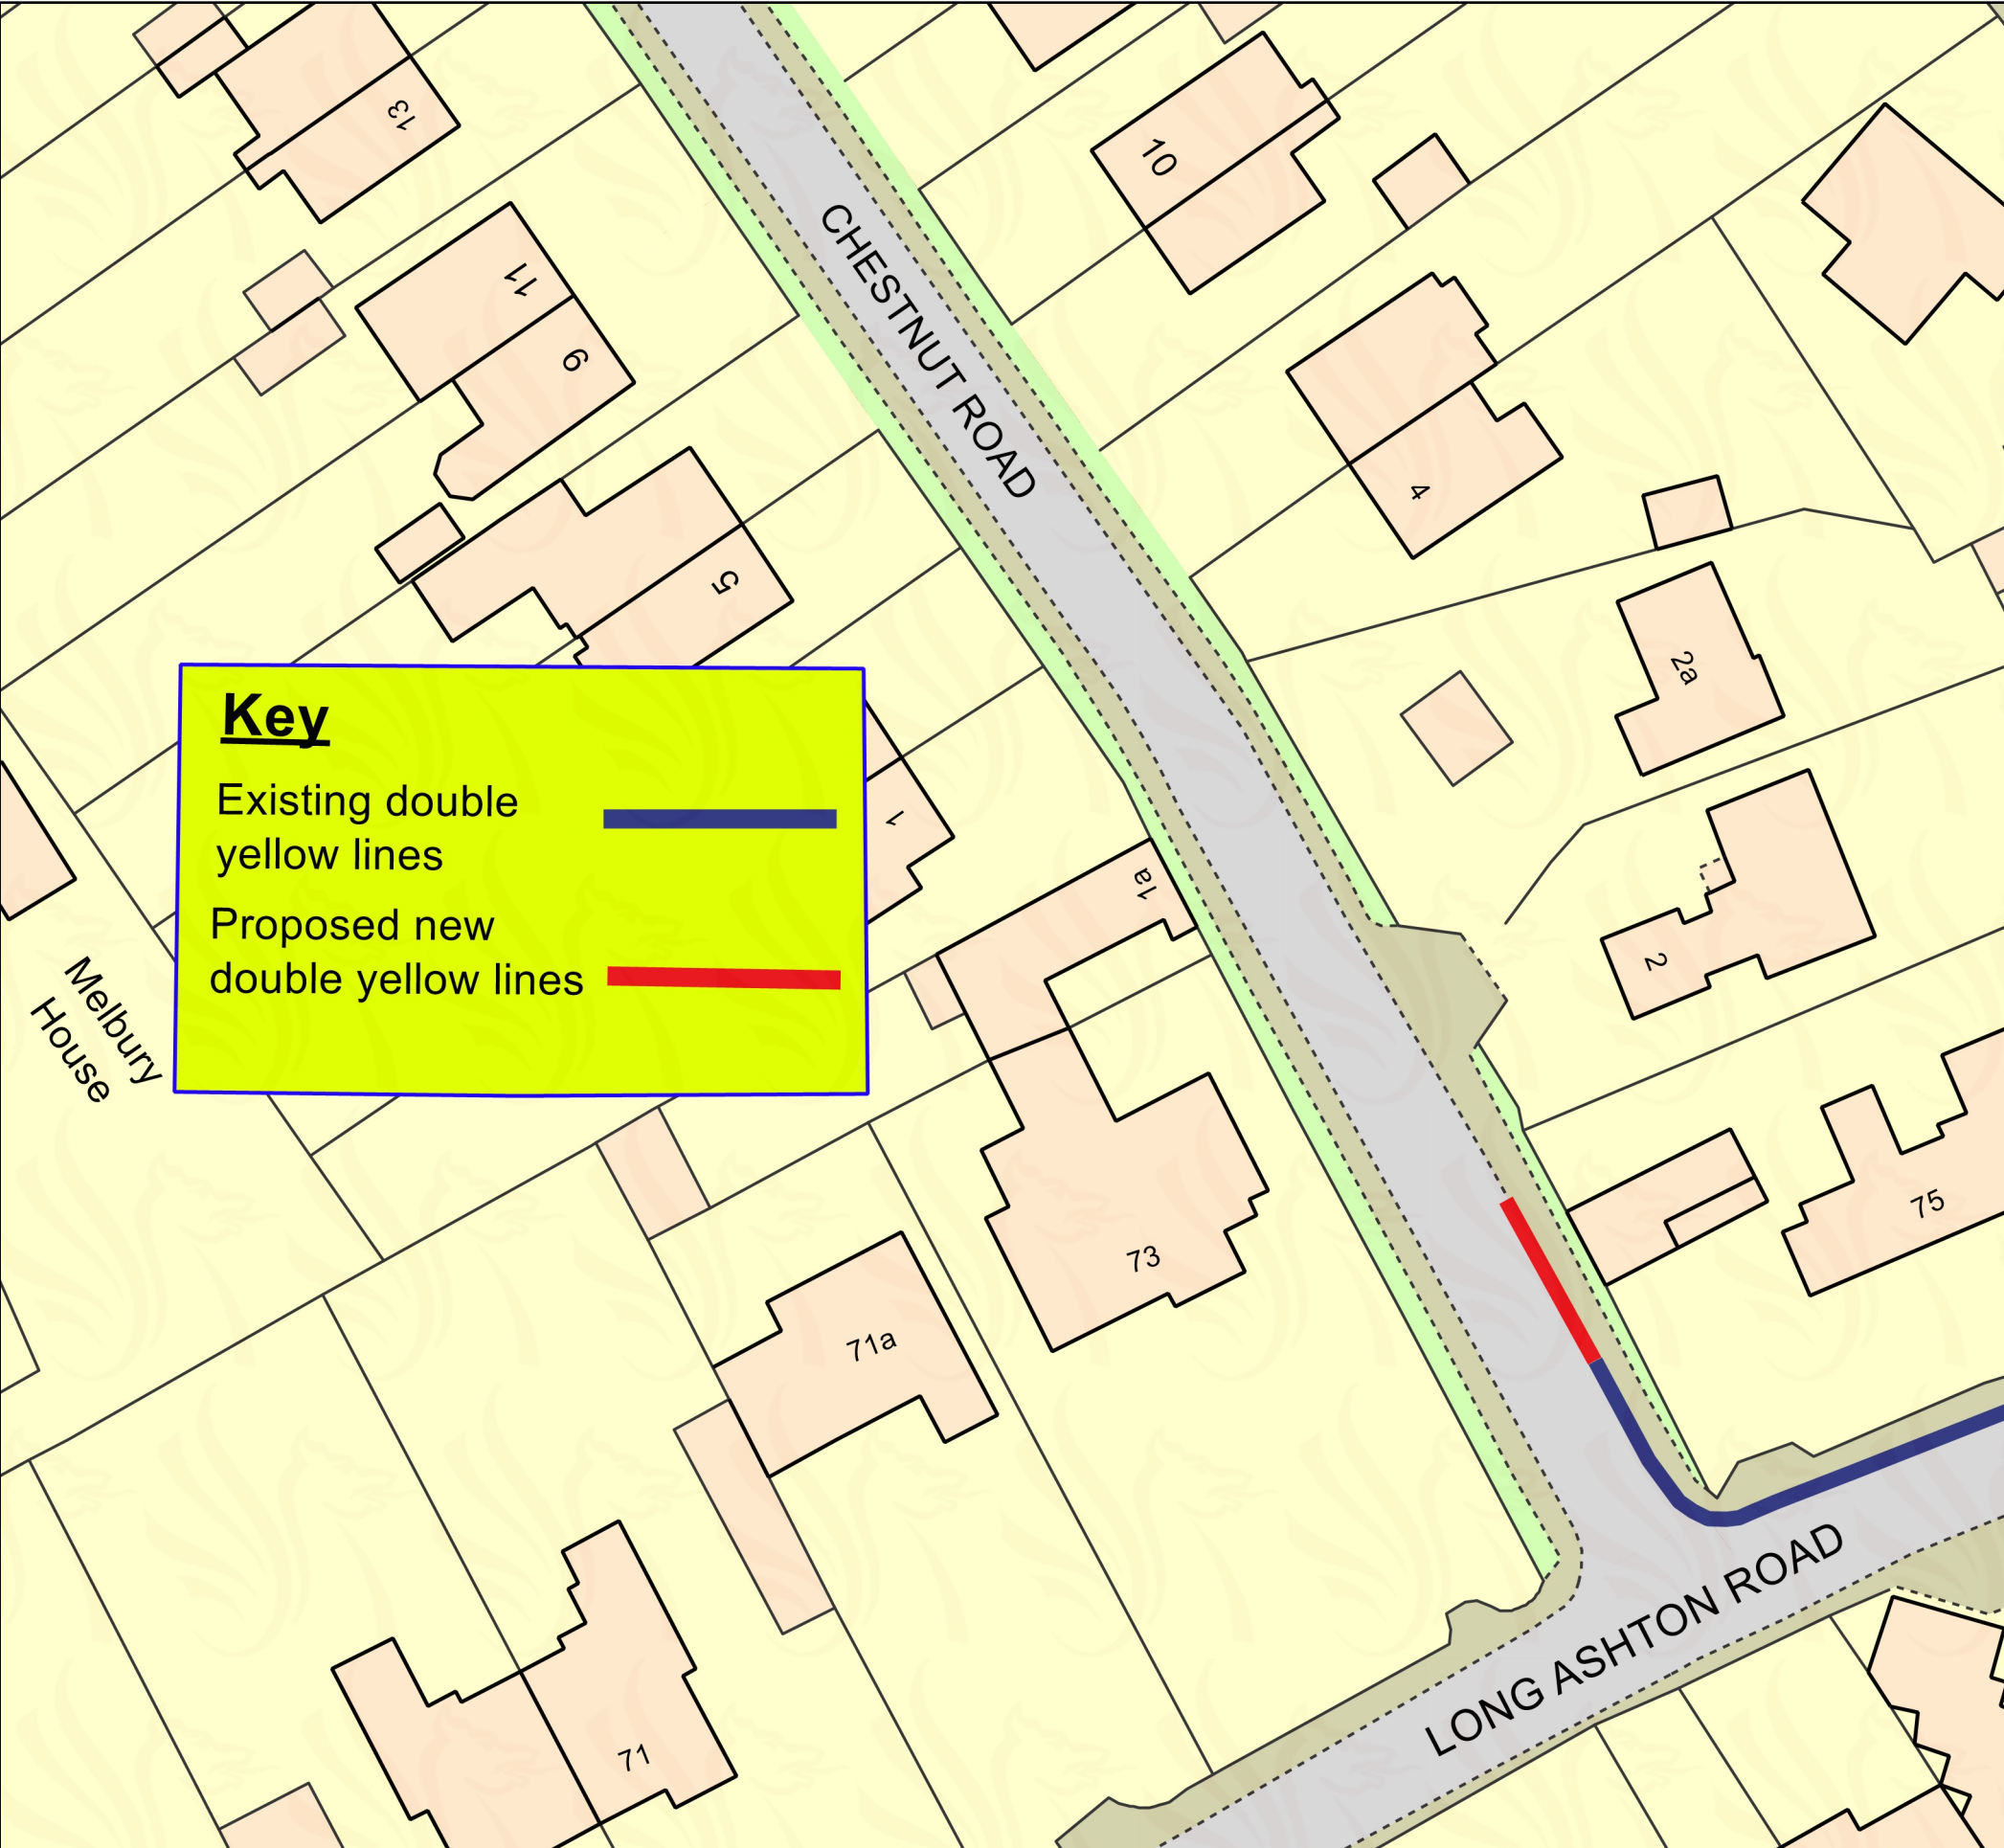 13
11
9
5
1
1a
10
4
2a
2
75
73
71a
71
CHESTNUT ROAD
LONG ASHTON ROAD
Melbury
House
Key
Existing double
yellow lines
Proposed new
double yellow lines